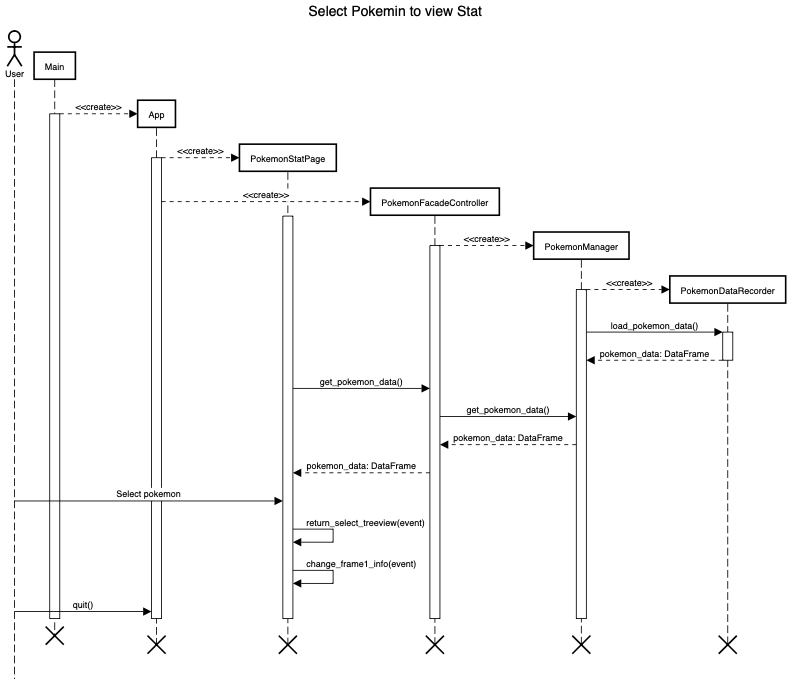 Select Pokemin to view Stat
User
Main
<<create>>
App
<<create>>
PokemonStatPage
<<create>>
PokemonFacadeController
<<create>>
PokemonManager
<<create>>
PokemonDataRecorder
load_pokemon_data()
pokemon_data: DataFrame
get_pokemon_data()
get_pokemon_data()
pokemon_data: DataFrame
pokemon_data: DataFrame
Select pokemon
return_select_treeview(event)
change_frame1_info(event)
quit()